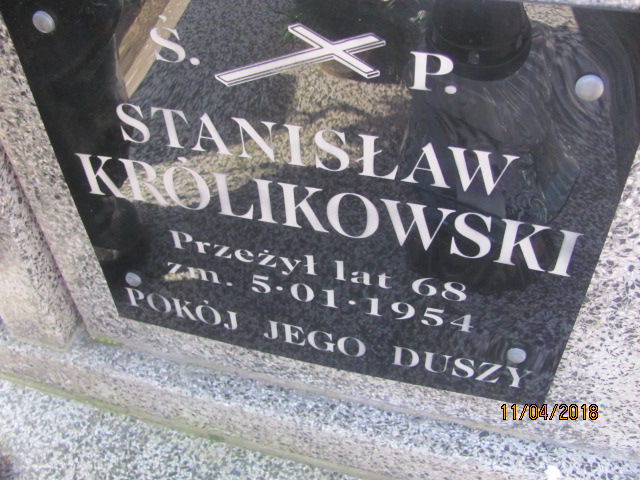 Ś. P.
STANISŁAW
KRÓLIKOWSKI
Przeżył lat 68
zm. 5·01·1954
POKÓJ JEGO DUSZY
11/04/2018